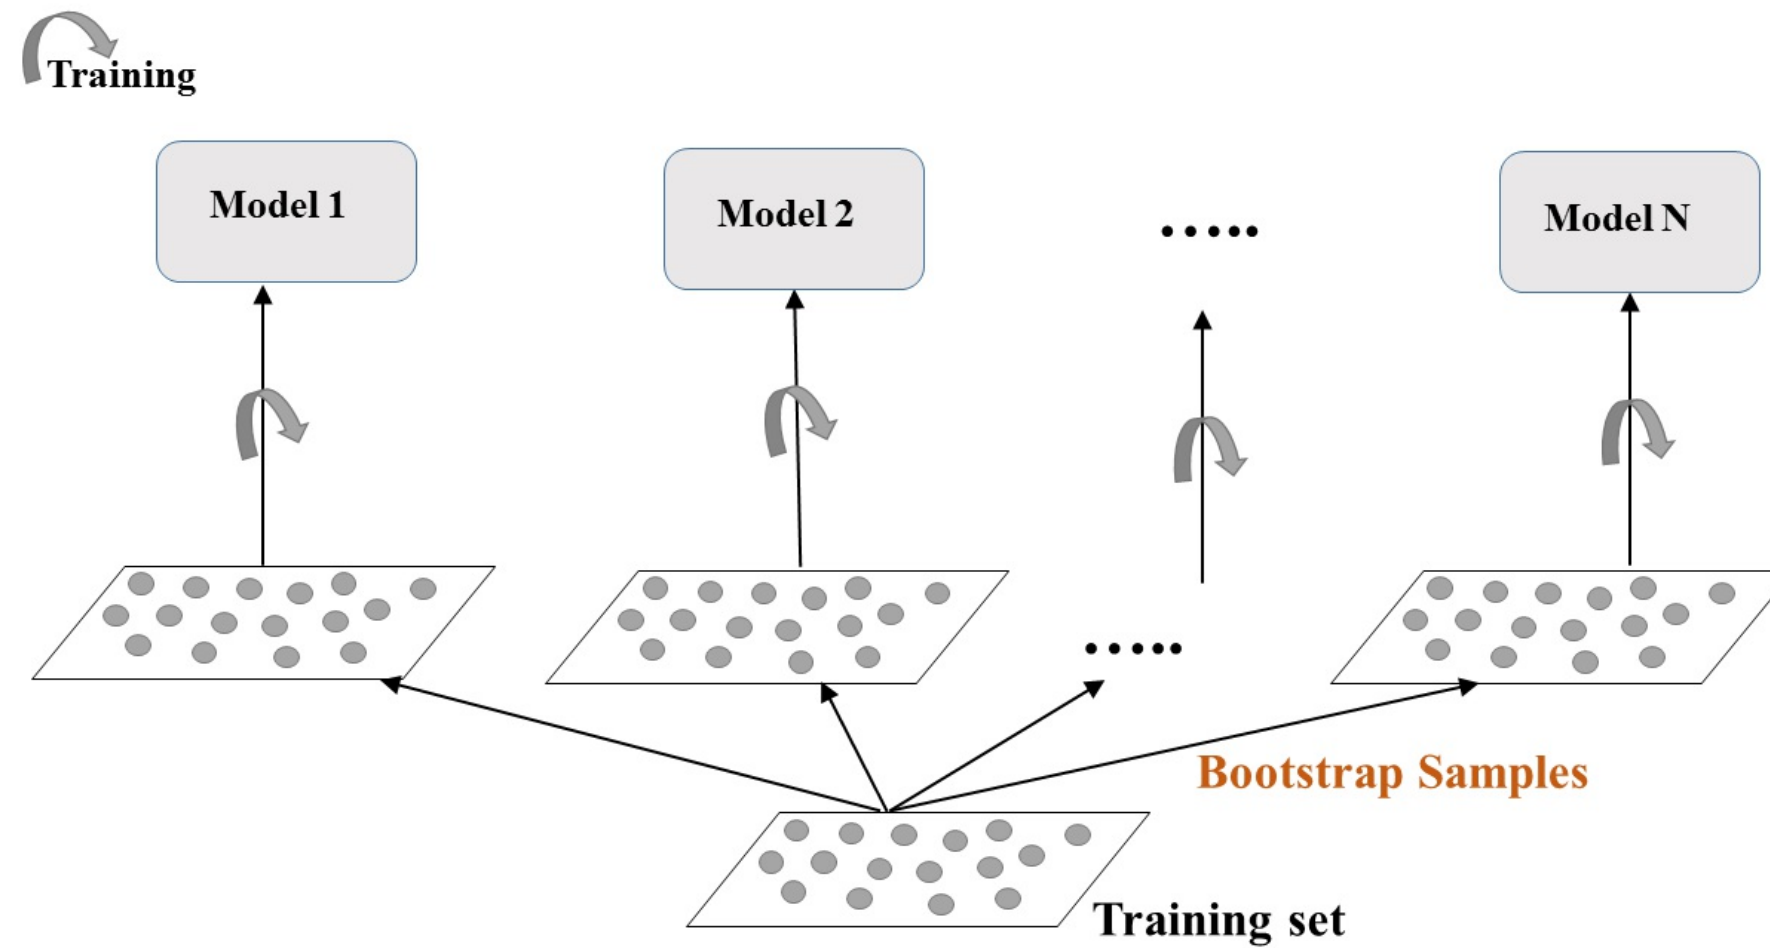 Training
Model 1
Model 2
.....
Model N
.....
Bootstrap Samples
Training set